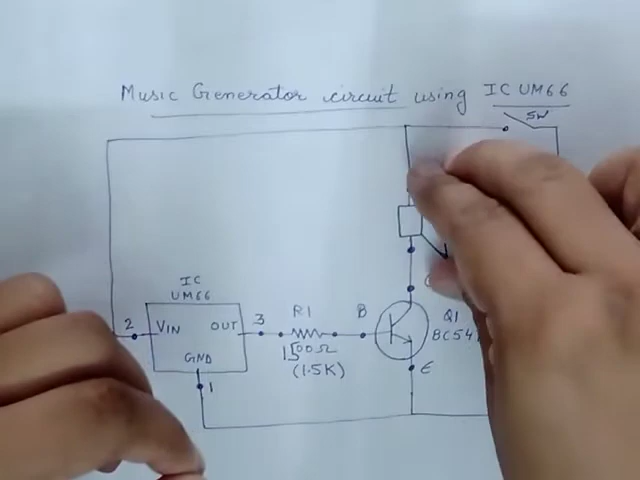 Music Generator circuit using IC UM66
SW
IC
UM66
2
VIN
OUT
3
GND
1
R1
1500Ω
(1.5K)
B
Q1
E